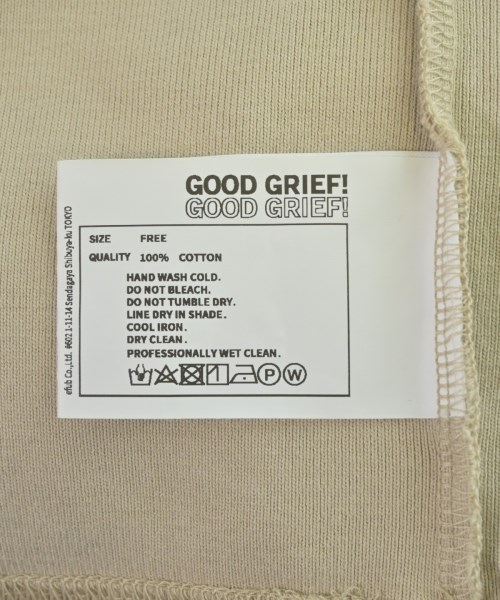 GOOD GRIEF!
GOOD GRIEF!
SIZE FREE
QUALITY 100% COTTON
HAND WASH COLD.
DO NOT BLEACH.
DO NOT TUMBLE DRY.
LINE DRY IN SHADE.
COOL IRON.
DRY CLEAN.
PROFESSIONALLY WET CLEAN.
P W
efub Co.,Ltd. #602 1-11-14 Sendagaya Shibuya-ku TOKYO